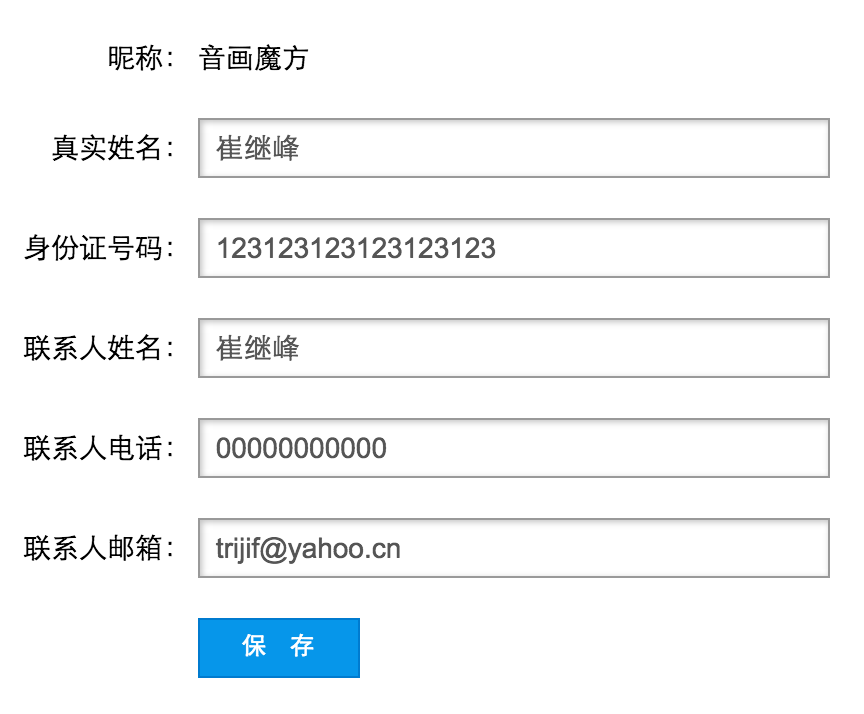 昵称： 音画魔方
真实姓名： 崔继峰
身份证号码： 123123123123123123
联系人姓名： 崔继峰
联系人电话： 00000000000
联系人邮箱： trijif@yahoo.cn
保 存